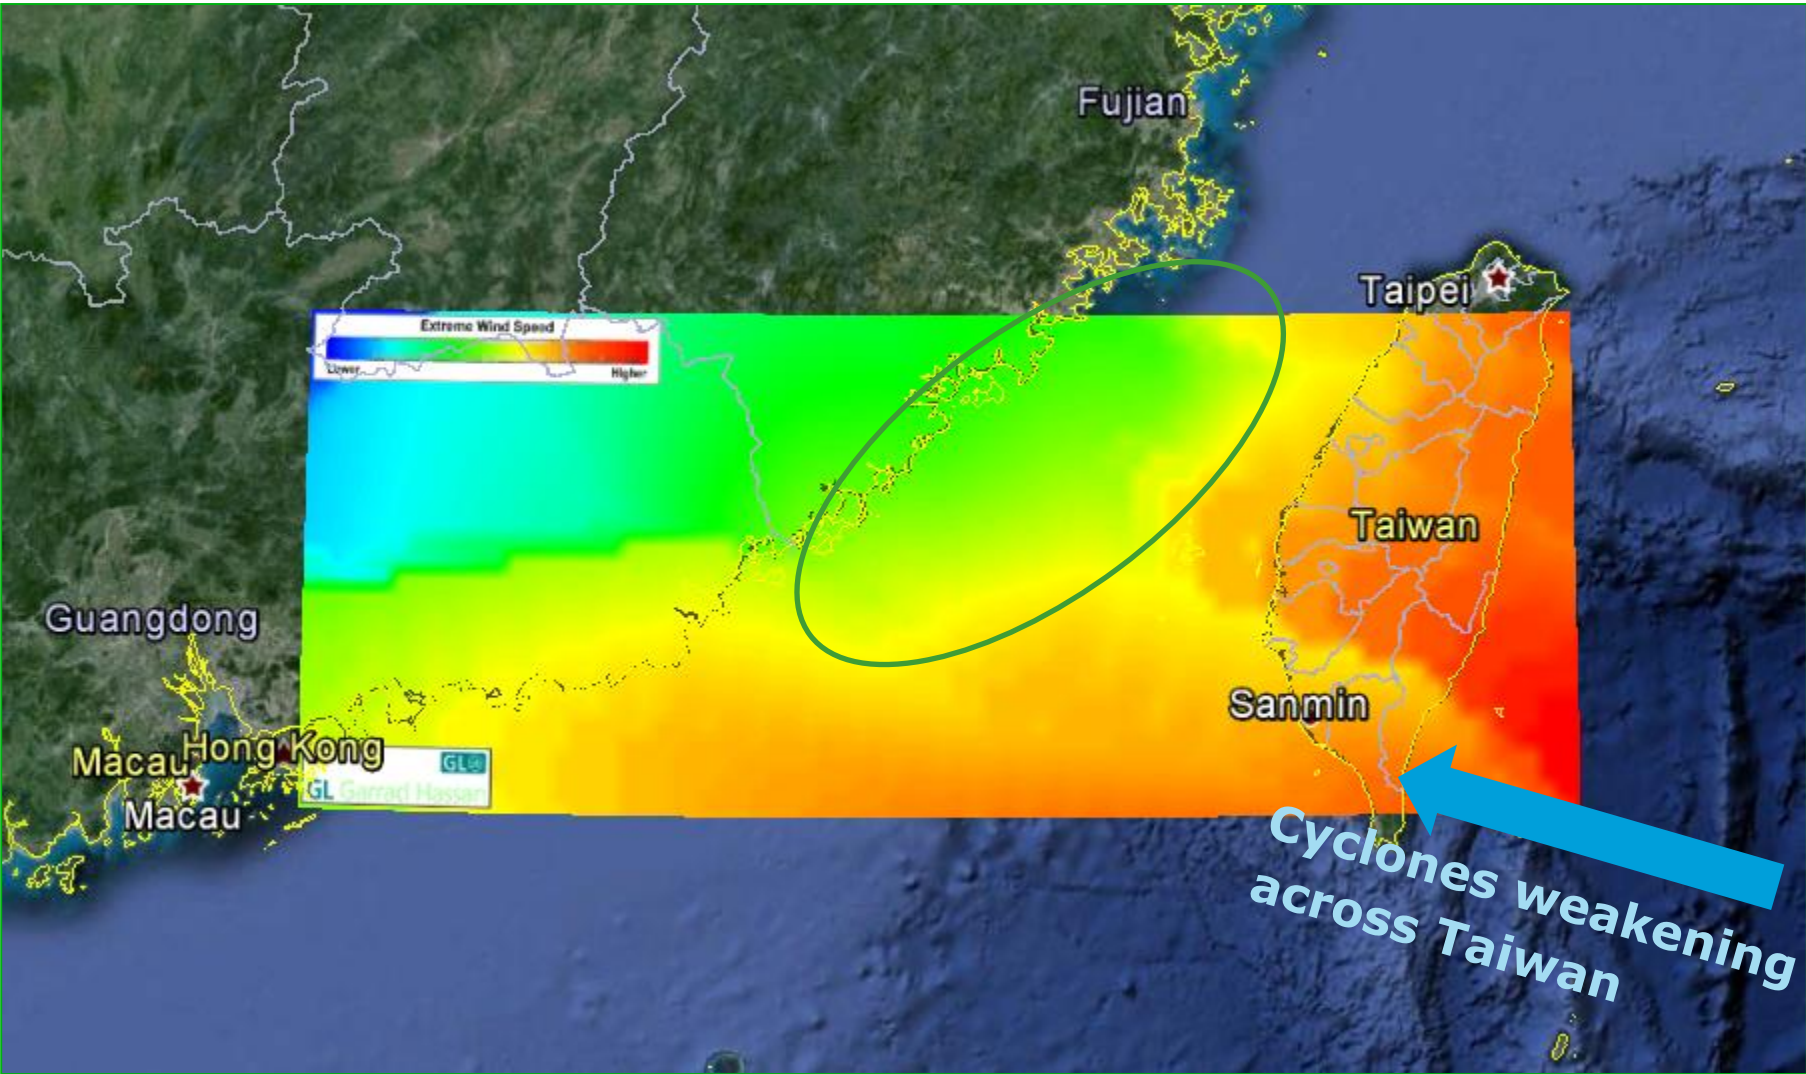 Fujian
Taipei
Extreme Wind Speed
Lower
Higher
Taiwan
Guangdong
Sanmin
Hong Kong
Macau
GL
GL Garrad Hassan
Macau
Cyclones weakening
across Taiwan